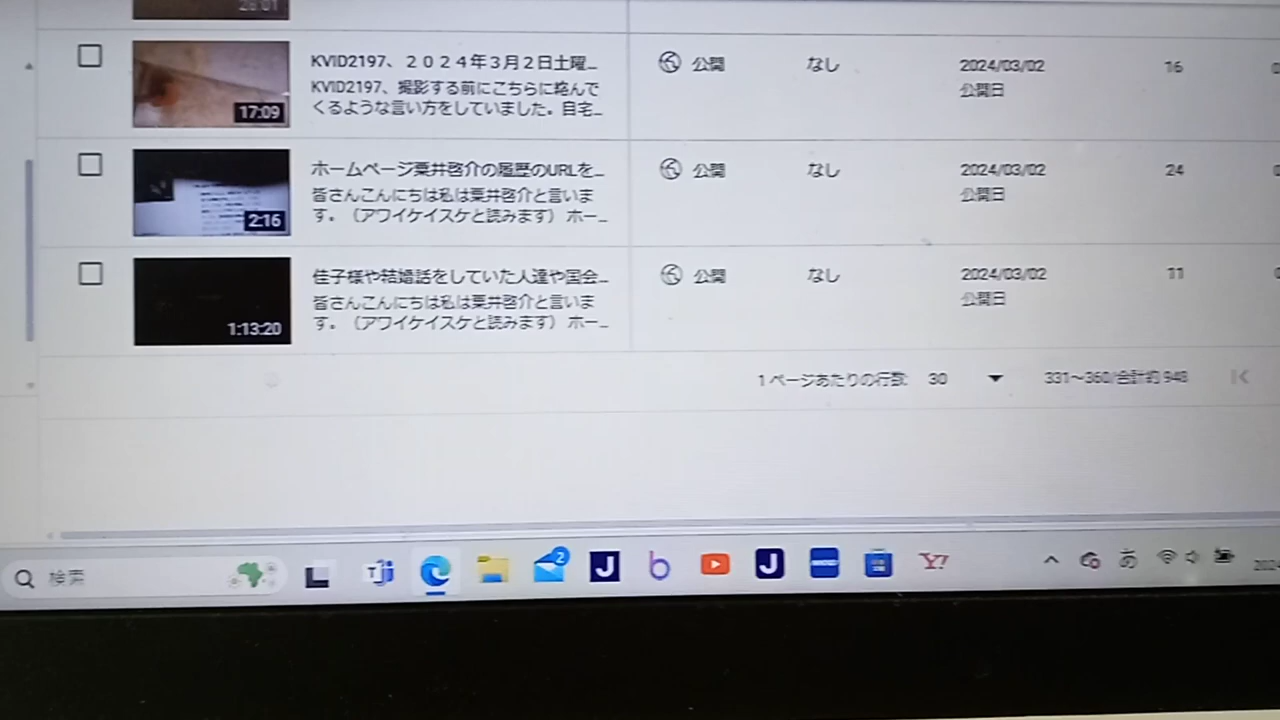 26:01
17:09
KVID2197、２０２４年3月２日土曜...
KVID2197、撮影する前にこちらに絡んで
くるような言い方をしていました。自宅...
公開
なし
2024/03/02
公開日
16
2:16
ホームページ粟井啓介の履歴のURLを...
皆さんこんにちは私は粟井啓介と言いま
す。（アワイケイスケと読みます） ホー...
公開
なし
2024/03/02
公開日
24
1:13:20
佳子様や結婚話をしていた人達や国会...
皆さんこんにちは私は粟井啓介と言いま
す。（アワイケイスケと読みます） ホー...
公開
なし
2024/03/02
公開日
11
1 ページあたりの行数: 30
331～360/合計約 948
検索
2
あ